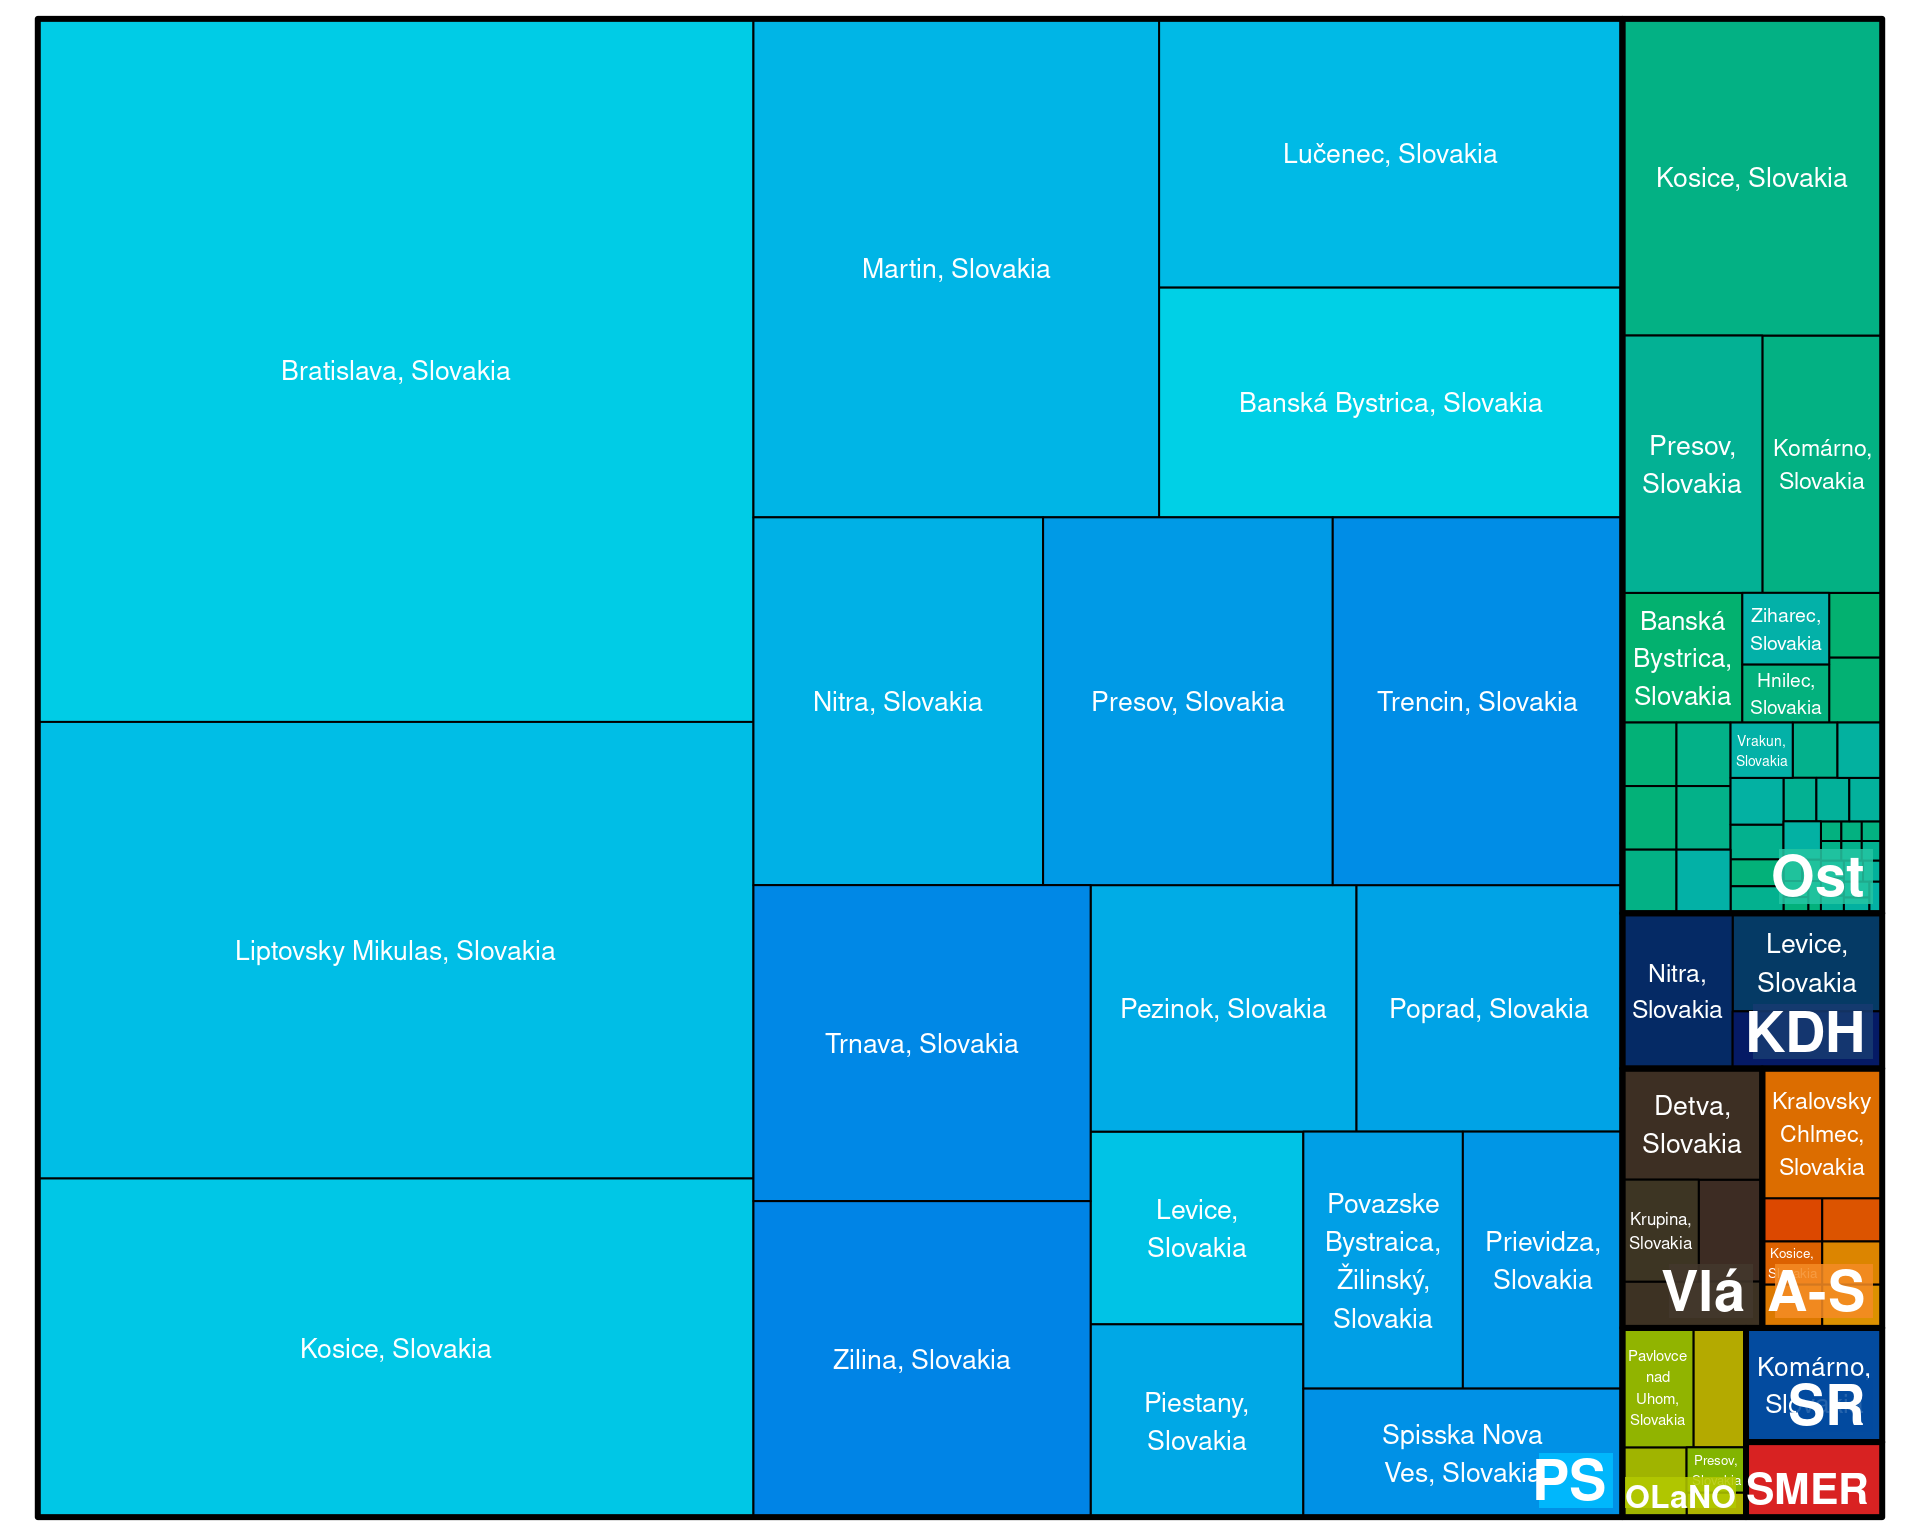 Bratislava, Slovakia
Liptovsky Mikulas, Slovakia
Kosice, Slovakia
Martin, Slovakia
Lučenec, Slovakia
Banská Bystrica, Slovakia
Nitra, Slovakia
Presov, Slovakia
Trencin, Slovakia
Trnava, Slovakia
Zilina, Slovakia
Pezinok, Slovakia
Poprad, Slovakia
Levice,
Slovakia
Piestany,
Slovakia
Povazske
Bystraica,
Žilinský,
Slovakia
Prievidza,
Slovakia
Spisska Nova
Ves, Slovakia
PS
Kosice, Slovakia
Presov,
Slovakia
Komárno,
Slovakia
Banská
Bystrica,
Slovakia
Ziharec,
Slovakia
Hnilec,
Slovakia
Vrakun,
Slovakia
Ost
Nitra,
Slovakia
Levice,
Slovakia
KDH
Detva,
Slovakia
Krupina,
Slovakia
Vlá
Kralovsky
Chlmec,
Slovakia
Kosice,
A-S
Pavlovce
nad
Uhom,
Slovakia
Presov,
OLaNO
Komárno,
SR
SMER